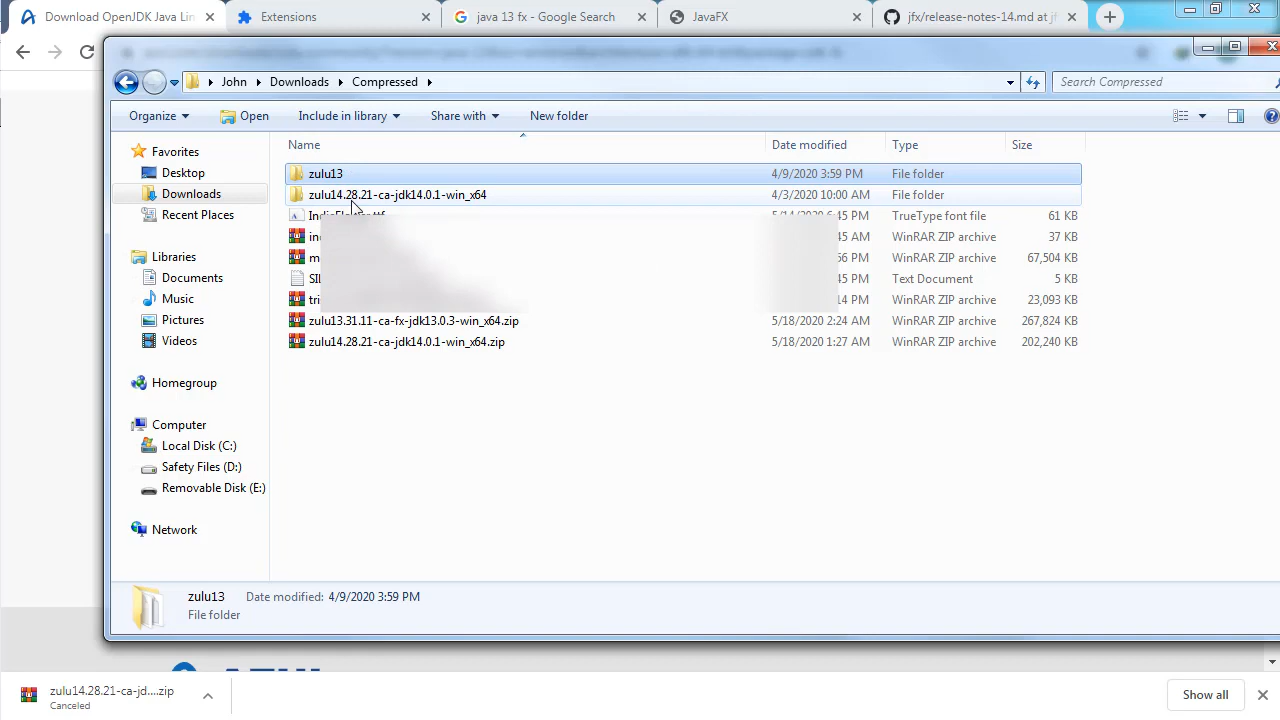 Download OpenJDK Java Lin
Extensions
java 13 fx - Google Search
JavaFX
jfx/release-notes-14.md at jf
John Downloads Compressed
Search Compressed
Organize Open Include in library Share with New folder
Name Date modified Type Size
Favorites
Desktop
Downloads
Recent Places
Libraries
Documents
Music
Pictures
Videos
Homegroup
Computer
Local Disk (C:)
Safety Files (D:)
Removable Disk (E:)
Network
zulu13 4/9/2020 3:59 PM File folder
zulu14.28.21-ca-jdk14.0.1-win_x64 4/3/2020 10:00 AM File folder
TrueType font file 61 KB
WinRAR ZIP archive 37 KB
WinRAR ZIP archive 67,504 KB
Text Document 5 KB
WinRAR ZIP archive 23,093 KB
zulu13.31.11-ca-fx-jdk13.0.3-win_x64.zip 5/18/2020 2:24 AM WinRAR ZIP archive 267,824 KB
zulu14.28.21-ca-jdk14.0.1-win_x64.zip 5/18/2020 1:27 AM WinRAR ZIP archive 202,240 KB
zulu13 Date modified: 4/9/2020 3:59 PM
File folder
zulu14.28.21-ca-jd....zip
Canceled
Show all